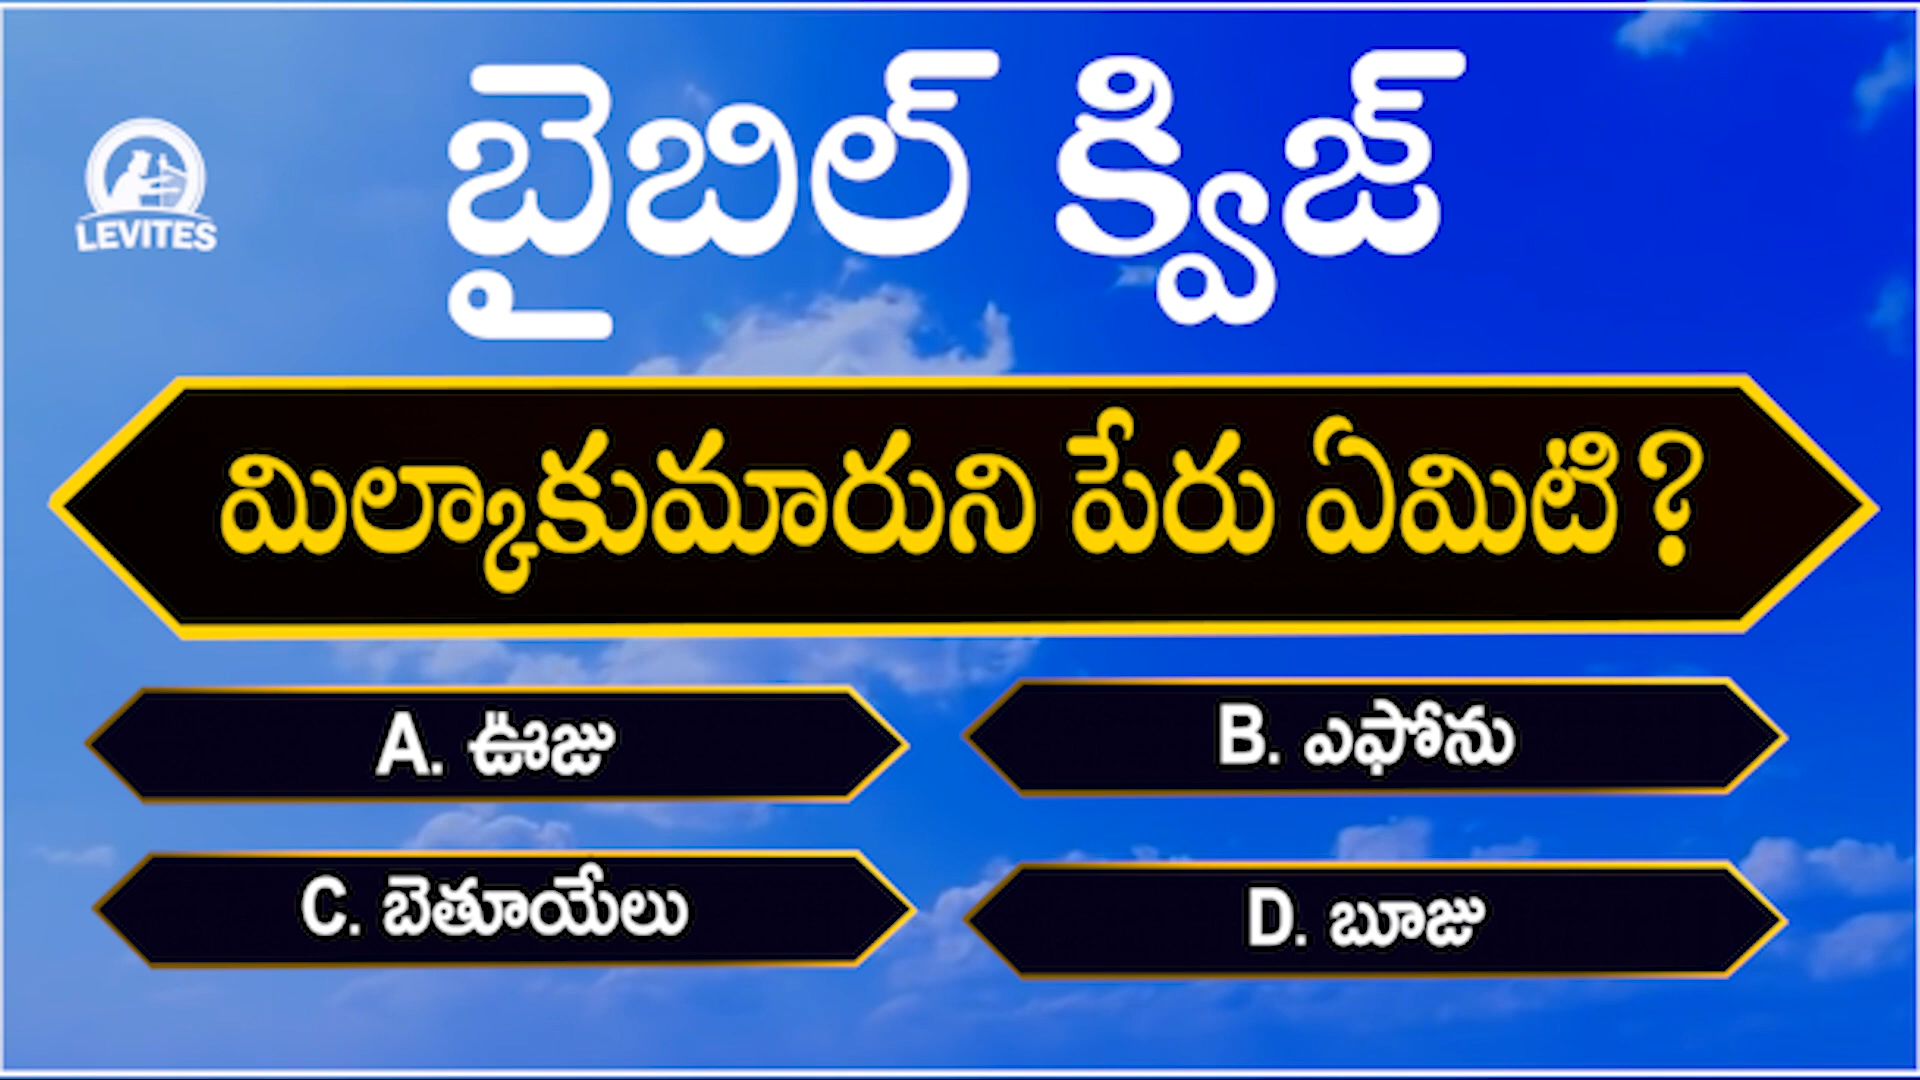 బైబిల్ క్విజ్
LEVITES
మిల్కాకుమారుని పేరు ఏమిటి?
A. ఊజు
B. ఎఫోను
C. బెతూయేలు
D. బూజు